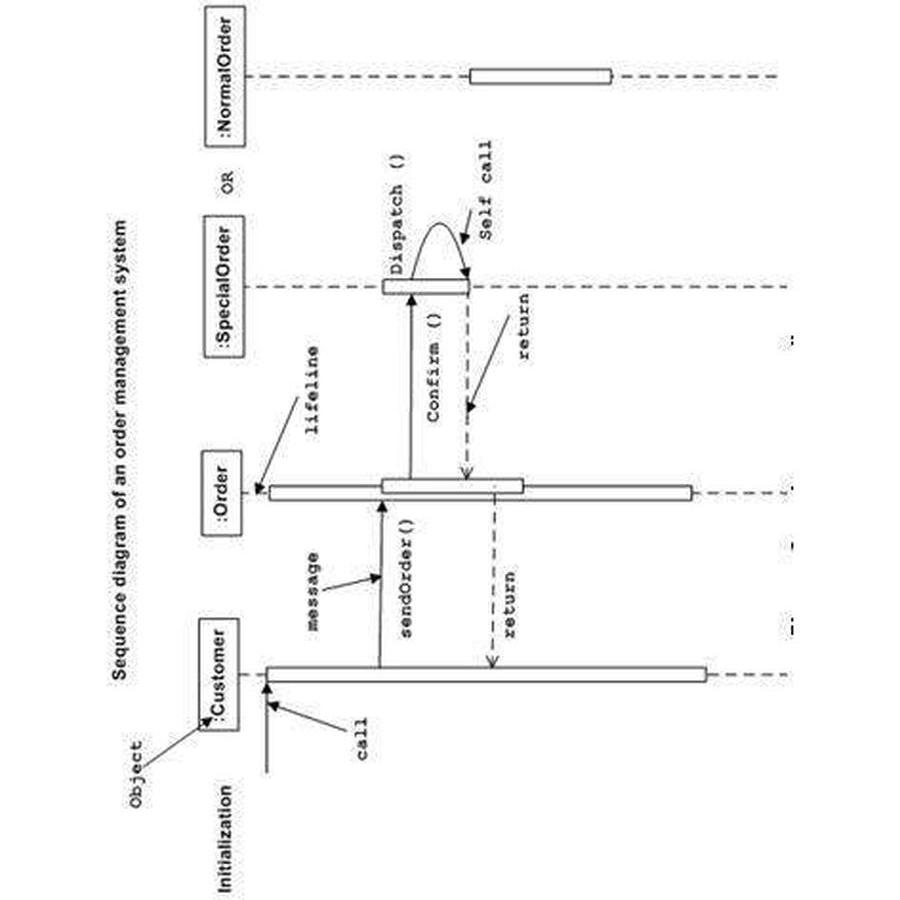 Sequence diagram of an order management system
Object
Initialization
:Customer
:Order
:SpecialOrder
OR
:NormalOrder
call
message
lifeline
sendOrder()
Confirm ()
Dispatch ()
Self call
return
return